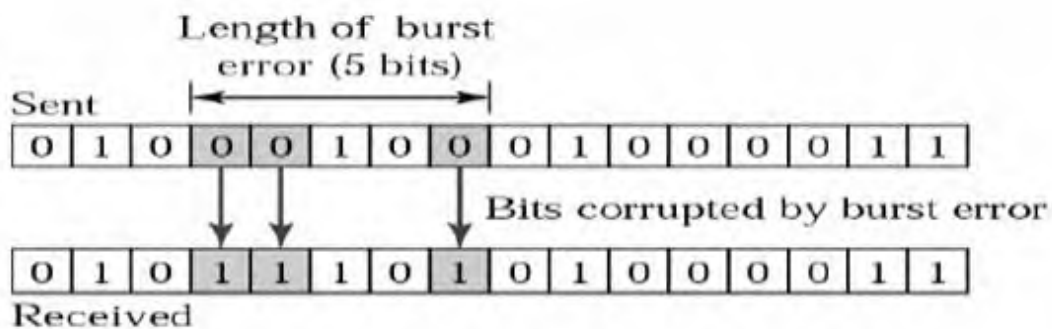 Length of burst
error (5 bits)
Sent
0 1 0 0 0 1 0 0 0 1 0 0 0 0 1 1
Bits corrupted by burst error
0 1 0 1 1 1 0 1 0 1 0 0 0 0 1 1
Received